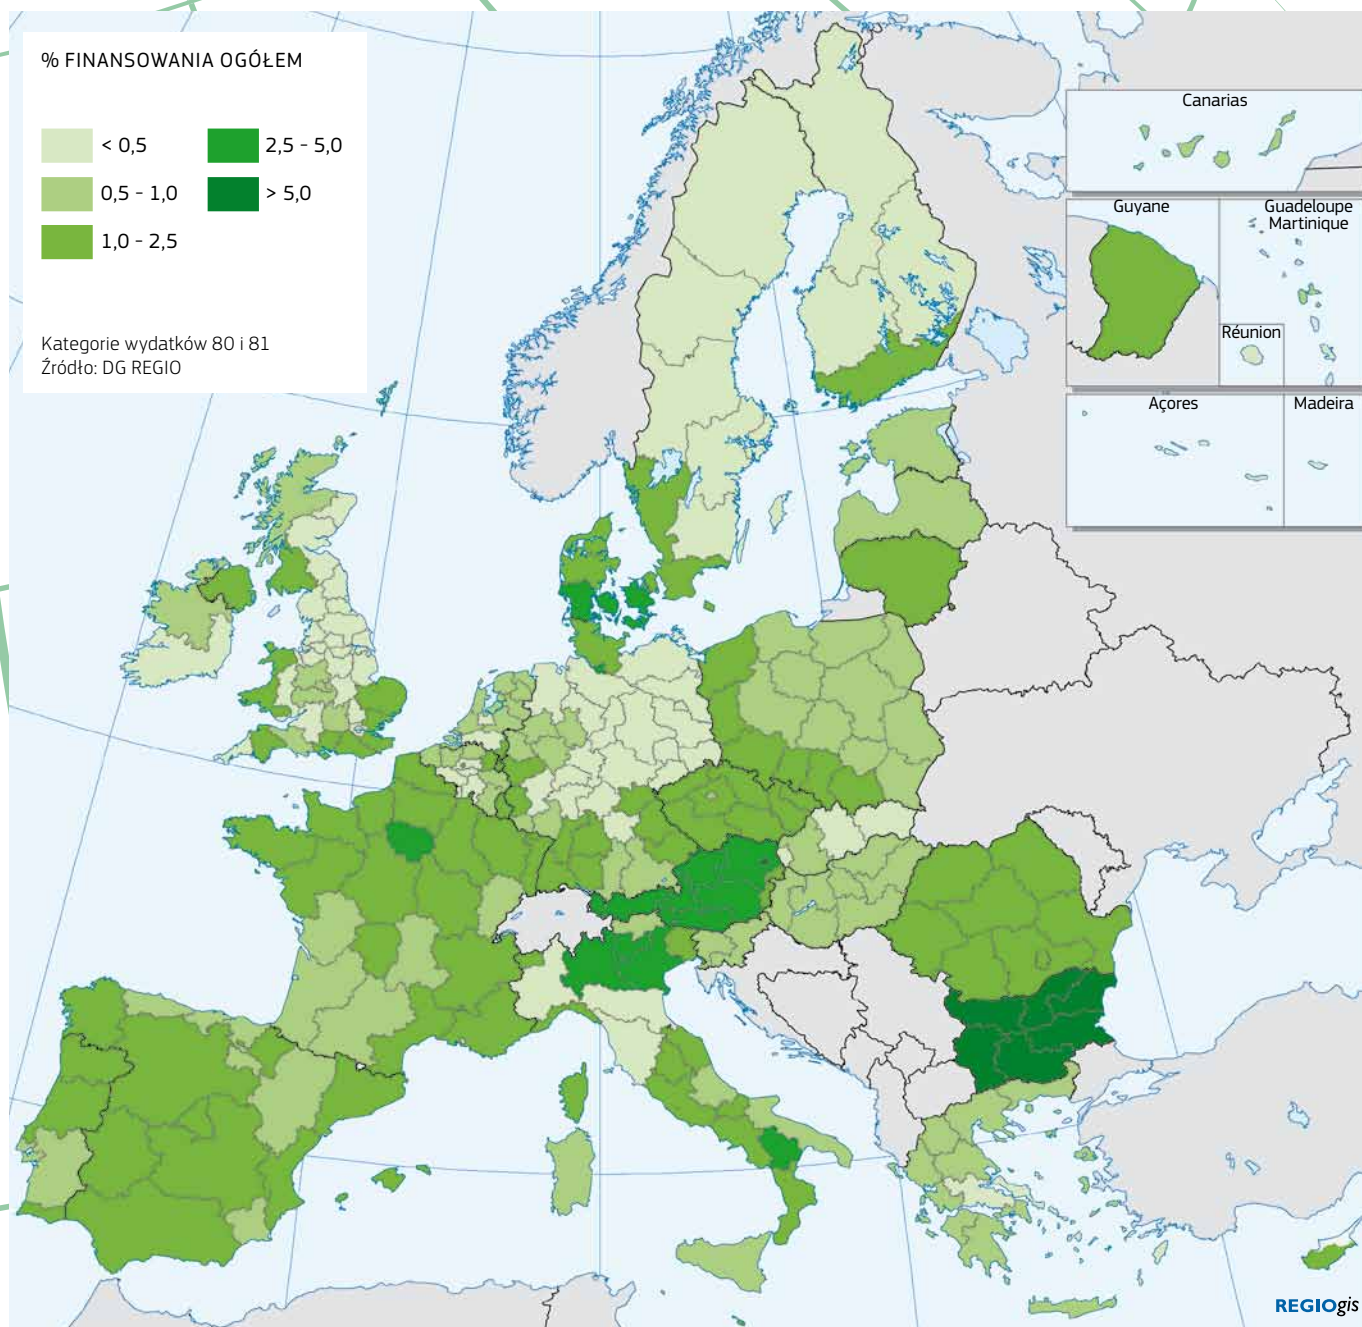 % FINANSOWANIA OGÓŁEM
< 0,5
2,5 - 5,0
0,5 - 1,0
> 5,0
1,0 - 2,5
Kategorie wydatków 80 i 81
Źródło: DG REGIO
Canarias
Guyane
Guadeloupe
Martinique
Réunion
Açores
Madeira
REGIOgis